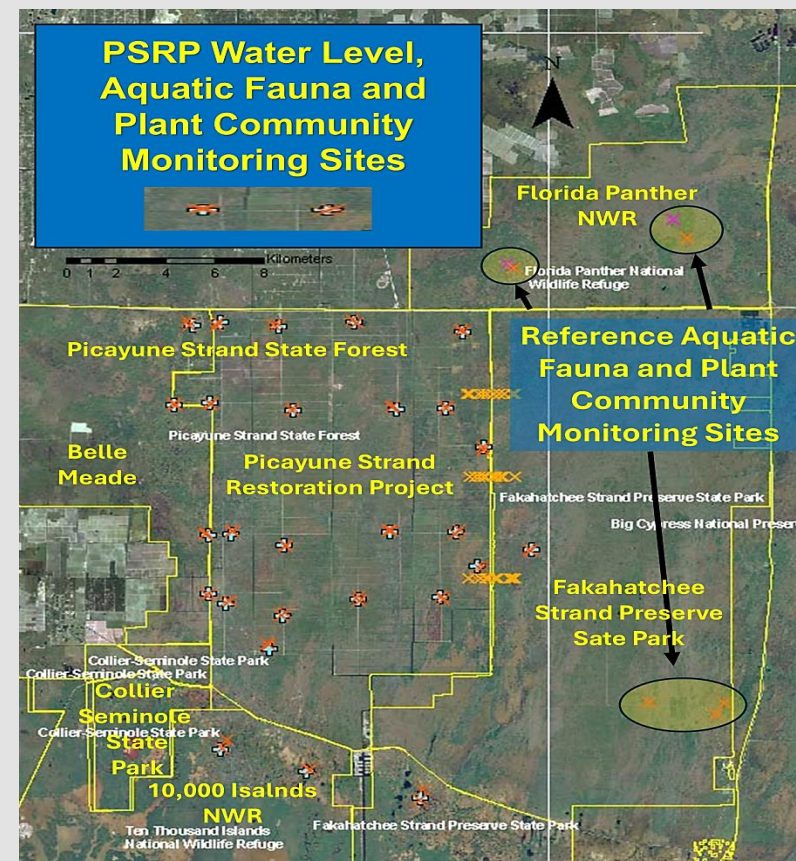 PSRP Water Level,
Aquatic Fauna and
Plant Community
Monitoring Sites
N
Kilometers
0 1 2 4 6 8
Florida Panther
NWR
Florida Panther National
Wildlife Refuge
Reference Aquatic
Fauna and Plant
Community
Monitoring Sites
Picayune Strand State Forest
Picayune Strand State Forest
Belle
Meade
Picayune Strand
Restoration Project
Fakahatchee Strand Preserve State Park
Big Cypress National Preserv
Fakahatchee
Strand Preserve
Sate Park
Collier-Seminole State Park
Collier-Seminole State Park
Collier
Seminole
Collier-Seminole State Park
State
Park
10,000 Isalnds
NWR
Ten Thousand Islands
National Wildlife Refuge
Fakahatchee Strand Preserve State Park